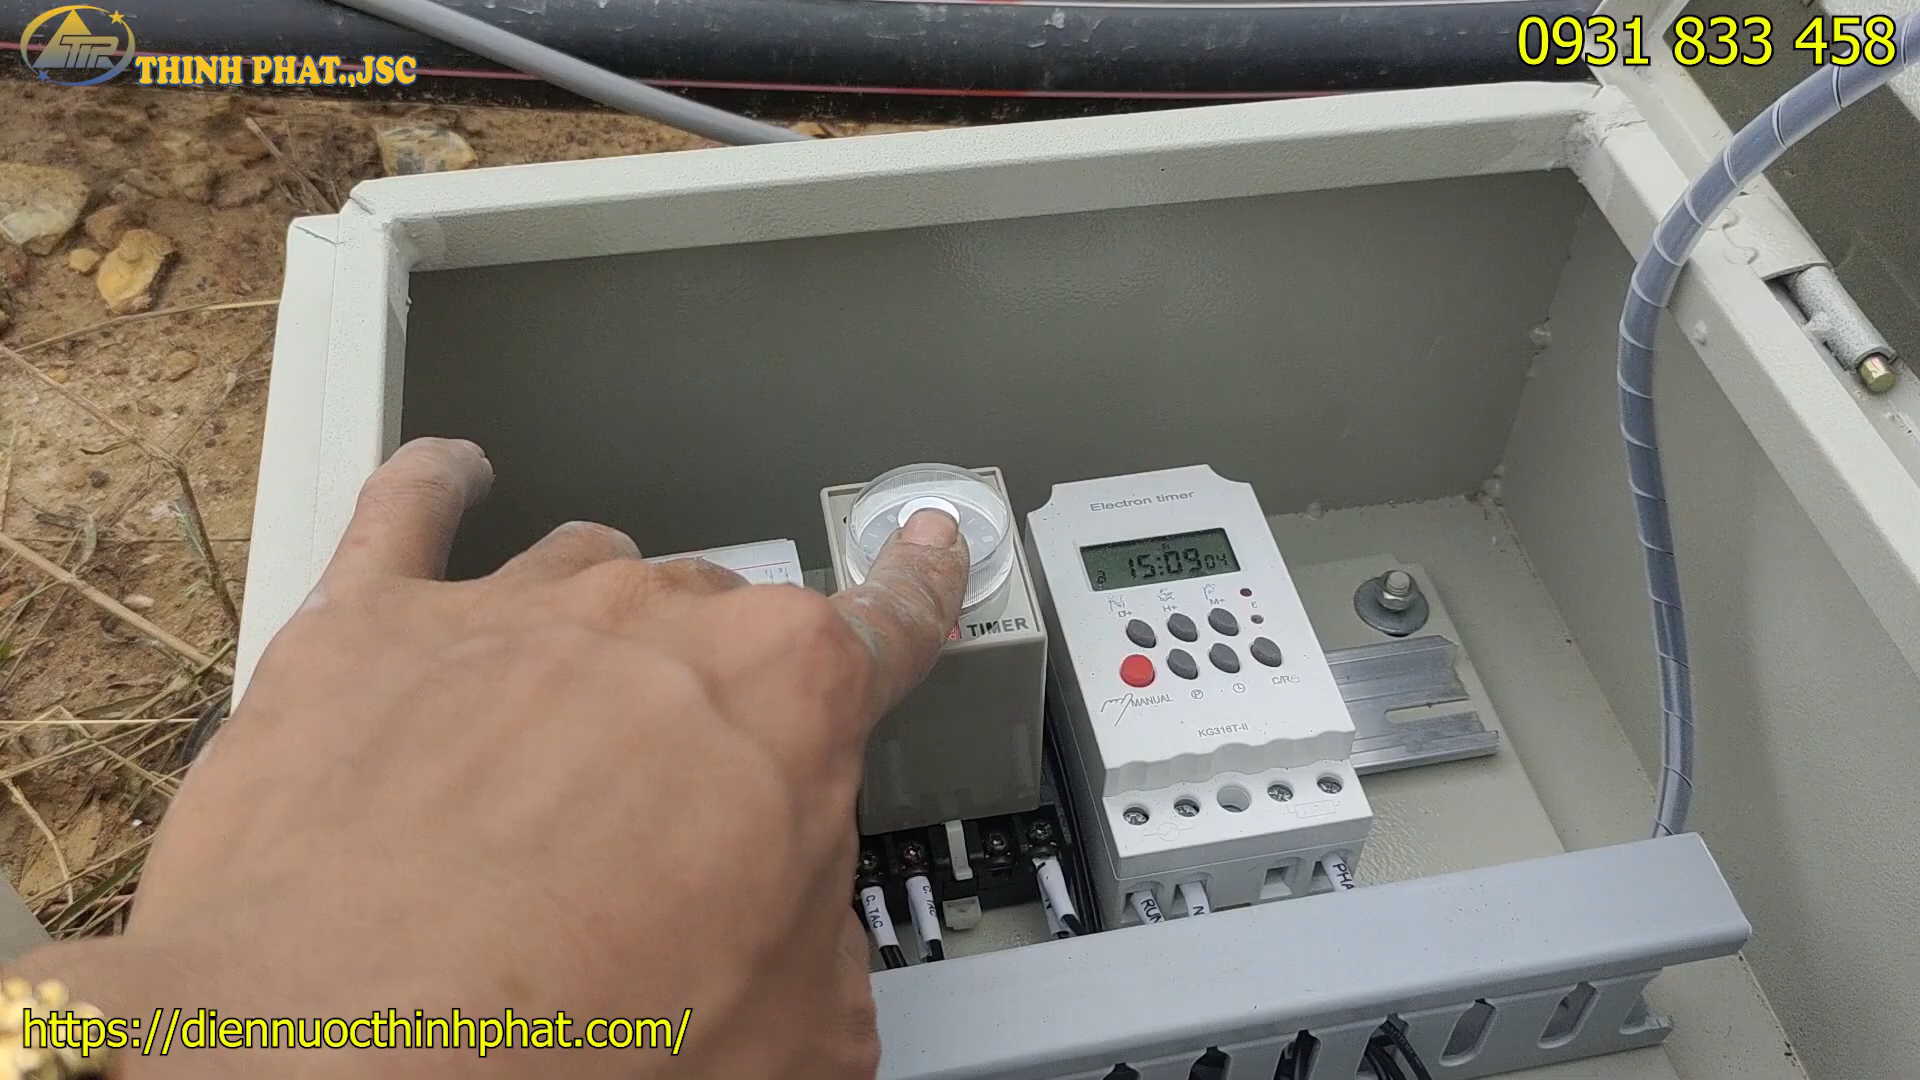 THINH PHAT.,JSC
0931 833 458
Electron timer
15:09 04
D+ H+ M+
TIMER
MANUAL
C/R
KG316T-II
C. TAC
C. TAC
RUN
N
PHA
https://diennuocthinhphat.com/